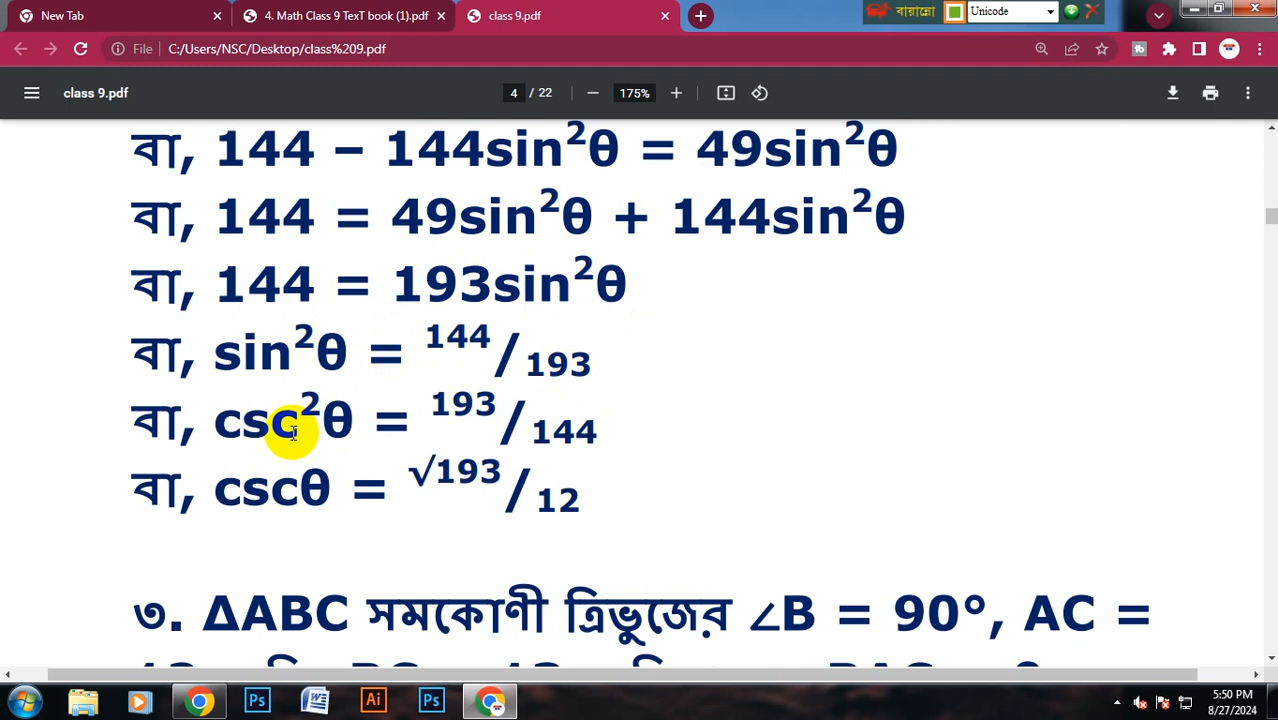 New Tab
4. Math Class 9 TexT book (1).pdf
class 9.pdf
বায়ান্নো
Unicode
File
C:/Users/NSC/Desktop/class%209.pdf
class 9.pdf
4 / 22
175%
বা, 144 – 144sin²θ = 49sin²θ
বা, 144 = 49sin²θ + 144sin²θ
বা, 144 = 193sin²θ
বা, sin²θ = 144/193
বা, csc²θ = 193/144
বা, cscθ = √193/12
৩. ΔABC সমকোণী ত্রিভুজের ∠B = 90°, AC =
5:50 PM
8/27/2024